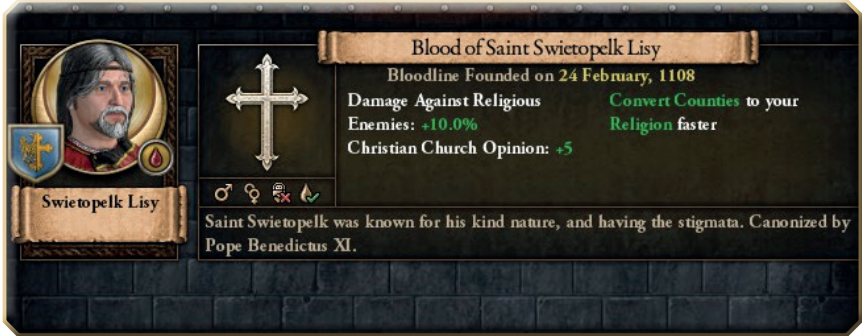 Blood of Saint Swietopelk Lisy
Bloodline Founded on 24 February, 1108
Damage Against Religious
Enemies: +10.0%
Christian Church Opinion: +5
Convert Counties to your
Religion faster
Swietopelk Lisy
Saint Swietopelk was known for his kind nature, and having the stigmata. Canonized by
Pope Benedictus XI.